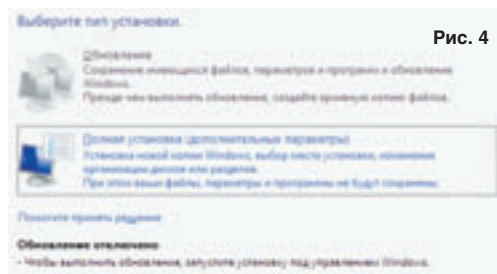 Выберите тип установки.
Рис. 4
Обновление
Сохранение имеющихся файлов, параметров и программ и обновление
Windows.
Прежде чем выполнять обновление, создайте архивную копию файлов.
Полная установка (дополнительные параметры)
Установка новой копии Windows, выбор места установки, изменение
организации дисков или разделов.
При этом ваши файлы, параметры и программы не будут сохранены.
Помогите принять решение
Обновление отключено
- Чтобы выполнить обновление, запустите установку под управлением Windows.